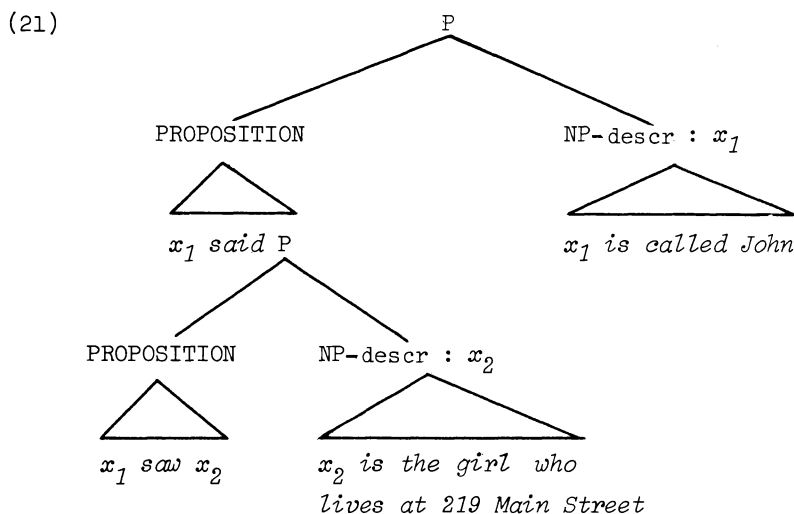 (21)
P
PROPOSITION NP-descr : x1
x1 said P x1 is called John
PROPOSITION NP-descr : x2
x1 saw x2 x2 is the girl who
lives at 219 Main Street